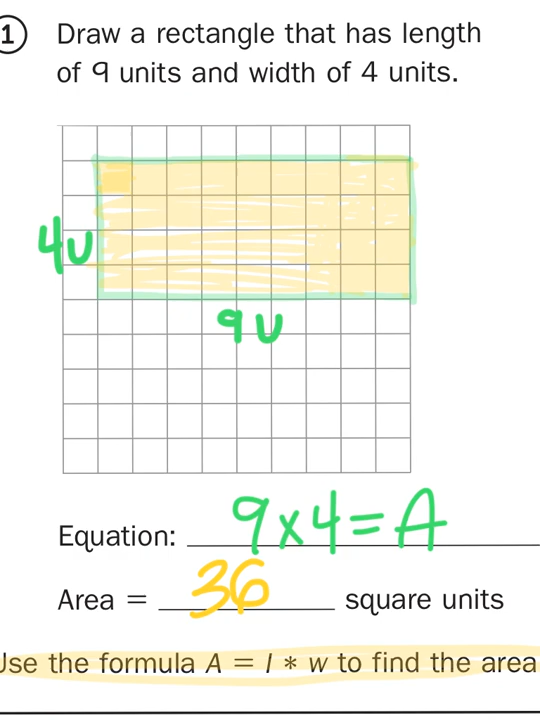 1 Draw a rectangle that has length
of 9 units and width of 4 units.
4U
9U
Equation: 9x4=A
Area = 36 square units
Use the formula A = l * w to find the area